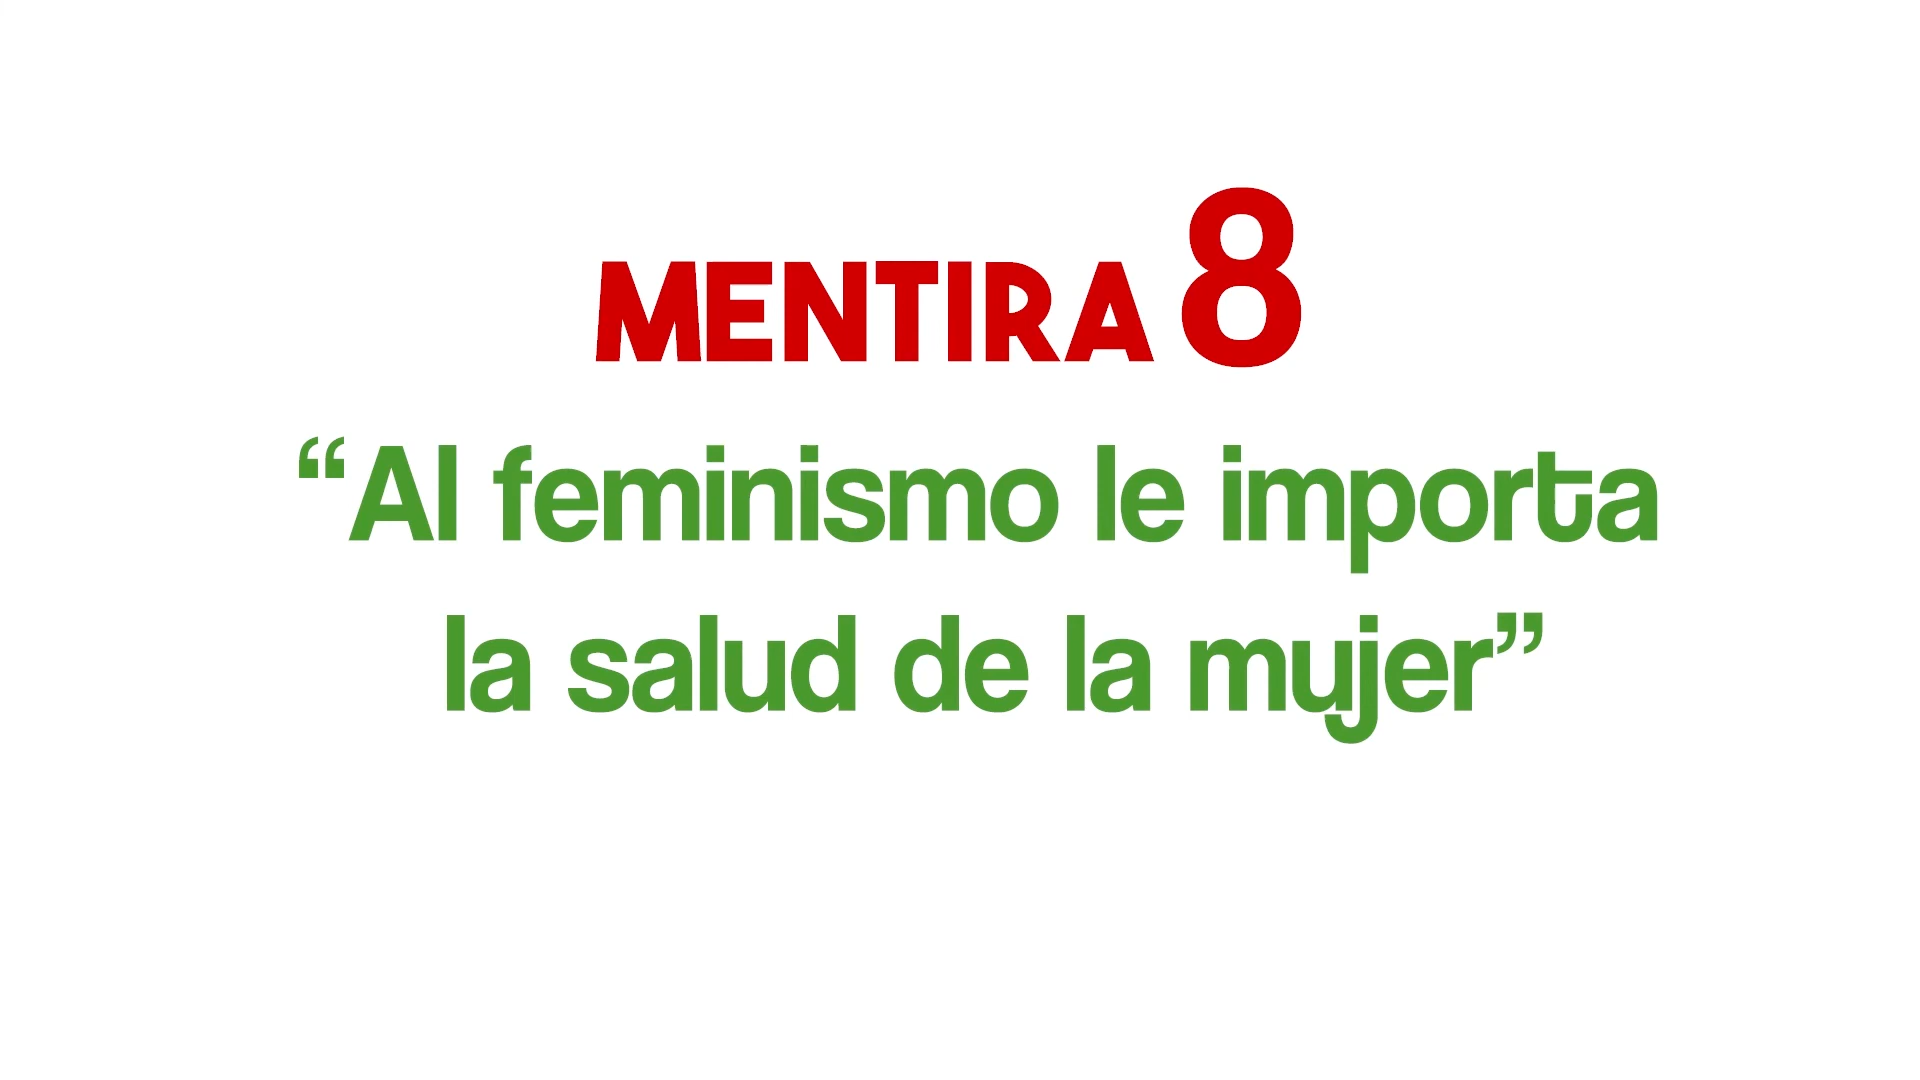 MENTIRA 8
“Al feminismo le importa
la salud de la mujer”